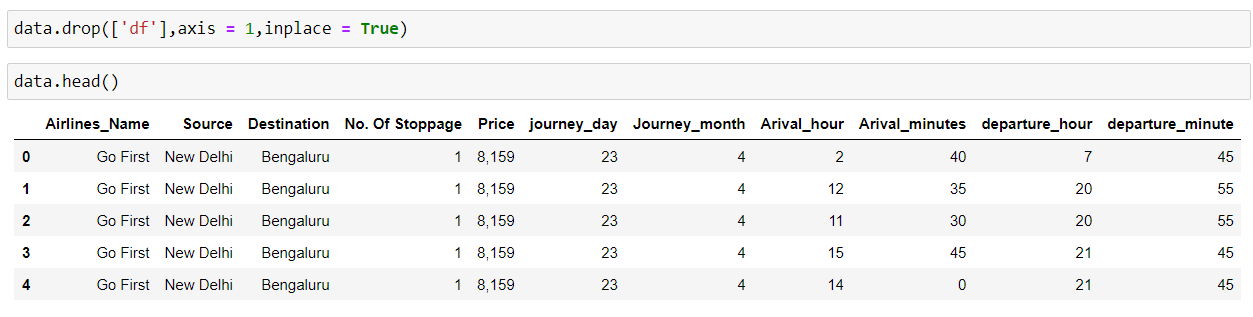 data.drop(['df'],axis = 1,inplace = True)
data.head()
Airlines_Name Source Destination No. Of Stoppage Price journey_day Journey_month Arival_hour Arival_minutes departure_hour departure_minute
0 Go First New Delhi Bengaluru 1 8,159 23 4 2 40 7 45
1 Go First New Delhi Bengaluru 1 8,159 23 4 12 35 20 55
2 Go First New Delhi Bengaluru 1 8,159 23 4 11 30 20 55
3 Go First New Delhi Bengaluru 1 8,159 23 4 15 45 21 45
4 Go First New Delhi Bengaluru 1 8,159 23 4 14 0 21 45